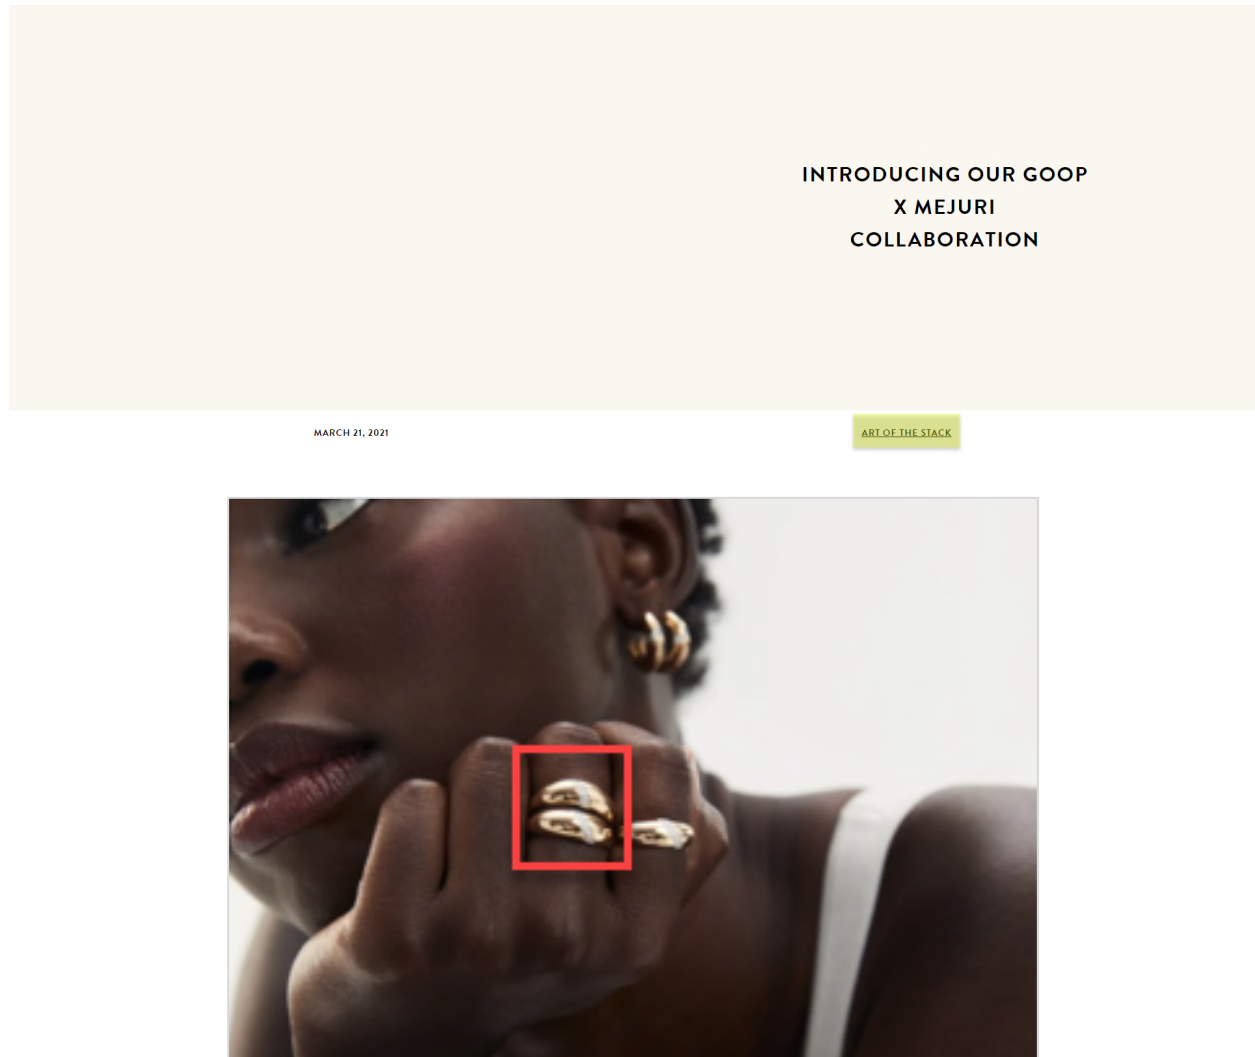 INTRODUCING OUR GOOP
X MEJURI
COLLABORATION
MARCH 21, 2021
ART OF THE STACK